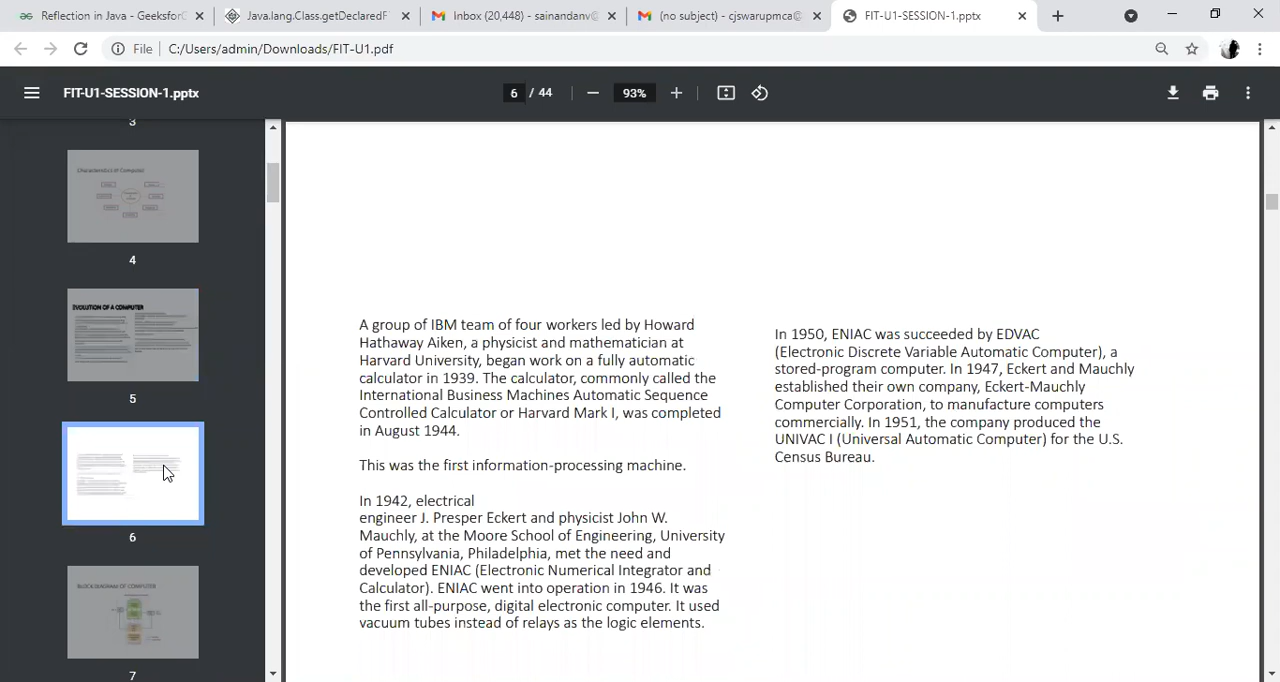 Reflection in Java - GeeksforG
Java.lang.Class.getDeclaredF
Inbox (20,448) - sainandanv@
(no subject) - cjswarupmca@
FIT-U1-SESSION-1.pptx
File
C:/Users/admin/Downloads/FIT-U1.pdf
FIT-U1-SESSION-1.pptx
6 / 44
93%
3
Characteristics of Computer
4
EVOLUTION OF A COMPUTER
5
6
BLOCK DIAGRAM OF COMPUTER
7
A group of IBM team of four workers led by Howard
Hathaway Aiken, a physicist and mathematician at
Harvard University, began work on a fully automatic
calculator in 1939. The calculator, commonly called the
International Business Machines Automatic Sequence
Controlled Calculator or Harvard Mark I, was completed
in August 1944.
This was the first information-processing machine.
In 1942, electrical
engineer J. Presper Eckert and physicist John W.
Mauchly, at the Moore School of Engineering, University
of Pennsylvania, Philadelphia, met the need and
developed ENIAC (Electronic Numerical Integrator and
Calculator). ENIAC went into operation in 1946. It was
the first all-purpose, digital electronic computer. It used
vacuum tubes instead of relays as the logic elements.
In 1950, ENIAC was succeeded by EDVAC
(Electronic Discrete Variable Automatic Computer), a
stored-program computer. In 1947, Eckert and Mauchly
established their own company, Eckert-Mauchly
Computer Corporation, to manufacture computers
commercially. In 1951, the company produced the
UNIVAC I (Universal Automatic Computer) for the U.S.
Census Bureau.